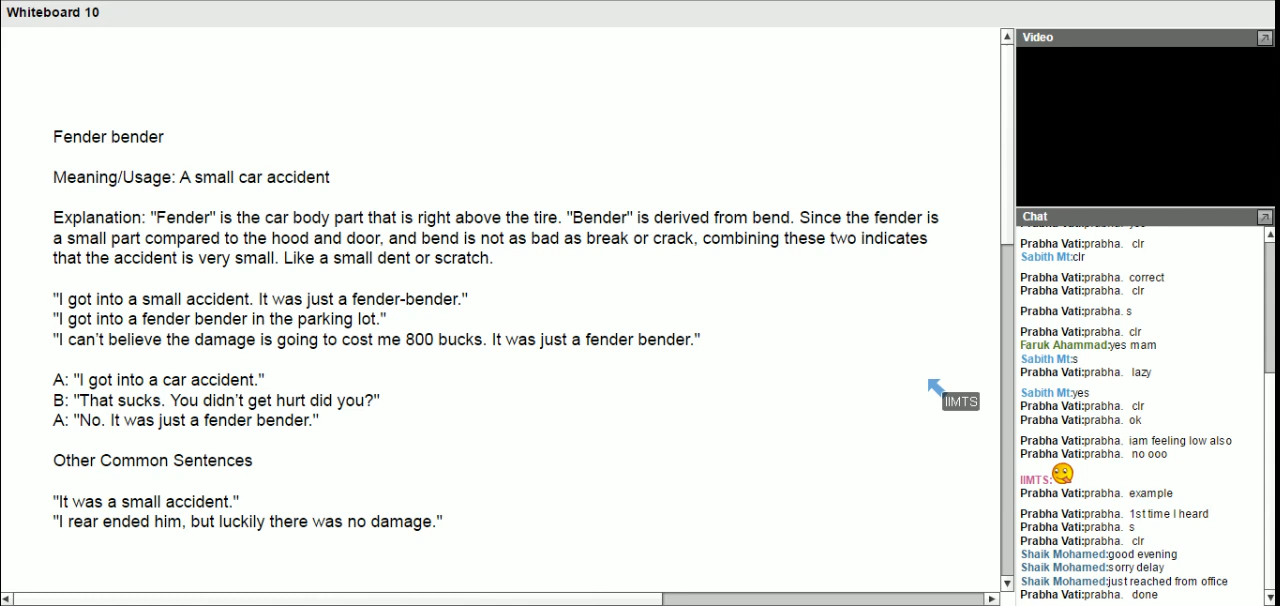 Whiteboard 10
Fender bender
Meaning/Usage: A small car accident
Explanation: "Fender" is the car body part that is right above the tire. "Bender" is derived from bend. Since the fender is
a small part compared to the hood and door, and bend is not as bad as break or crack, combining these two indicates
that the accident is very small. Like a small dent or scratch.
"I got into a small accident. It was just a fender-bender."
"I got into a fender bender in the parking lot."
"I can't believe the damage is going to cost me 800 bucks. It was just a fender bender."
A: "I got into a car accident."
B: "That sucks. You didn't get hurt did you?"
A: "No. It was just a fender bender."
Other Common Sentences
"It was a small accident."
"I rear ended him, but luckily there was no damage."
IIMTS
Video
Chat
Prabha Vati:prabha. clr
Sabith Mt:clr
Prabha Vati:prabha. correct
Prabha Vati:prabha. clr
Prabha Vati:prabha. s
Prabha Vati:prabha. clr
Faruk Ahammad:yes mam
Sabith Mt:s
Prabha Vati:prabha. lazy
Sabith Mt:yes
Prabha Vati:prabha. clr
Prabha Vati:prabha. ok
Prabha Vati:prabha. iam feeling low also
Prabha Vati:prabha. no ooo
IIMTS:
Prabha Vati:prabha. example
Prabha Vati:prabha. 1st time I heard
Prabha Vati:prabha. s
Prabha Vati:prabha. clr
Shaik Mohamed:good evening
Shaik Mohamed:sorry delay
Shaik Mohamed:just reached from office
Prabha Vati:prabha. done